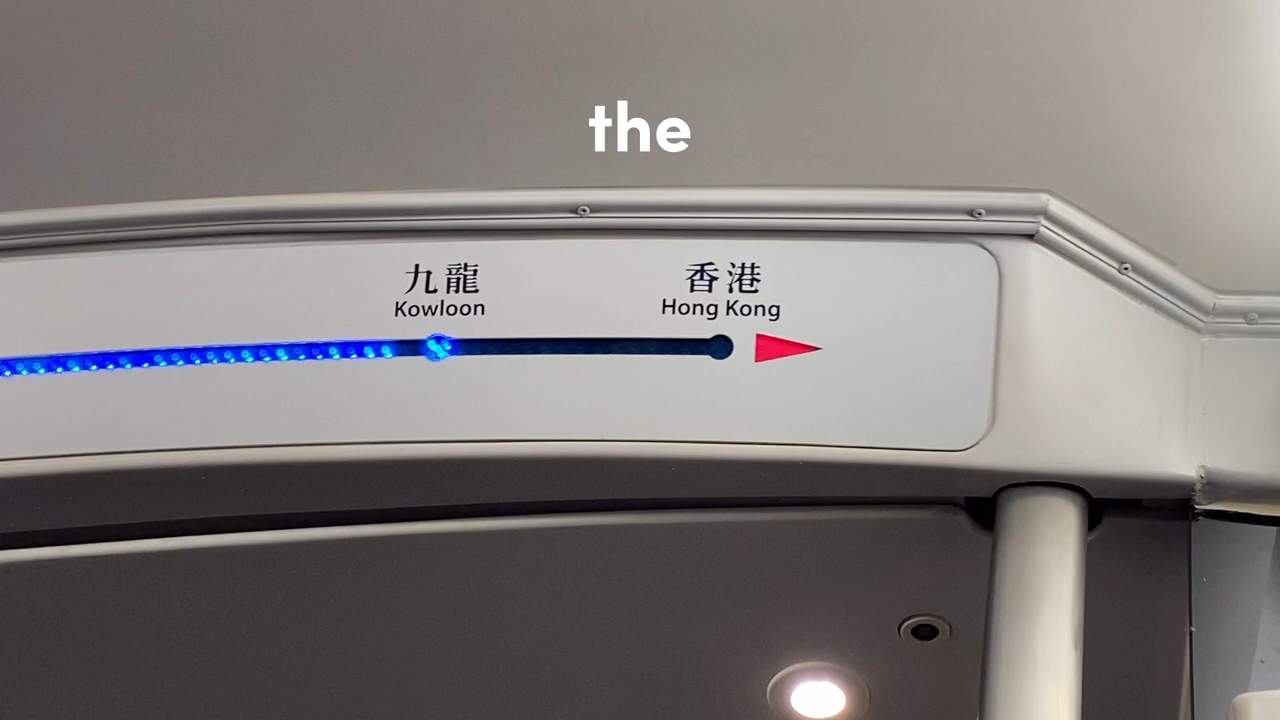 the
九龍
Kowloon
香港
Hong Kong